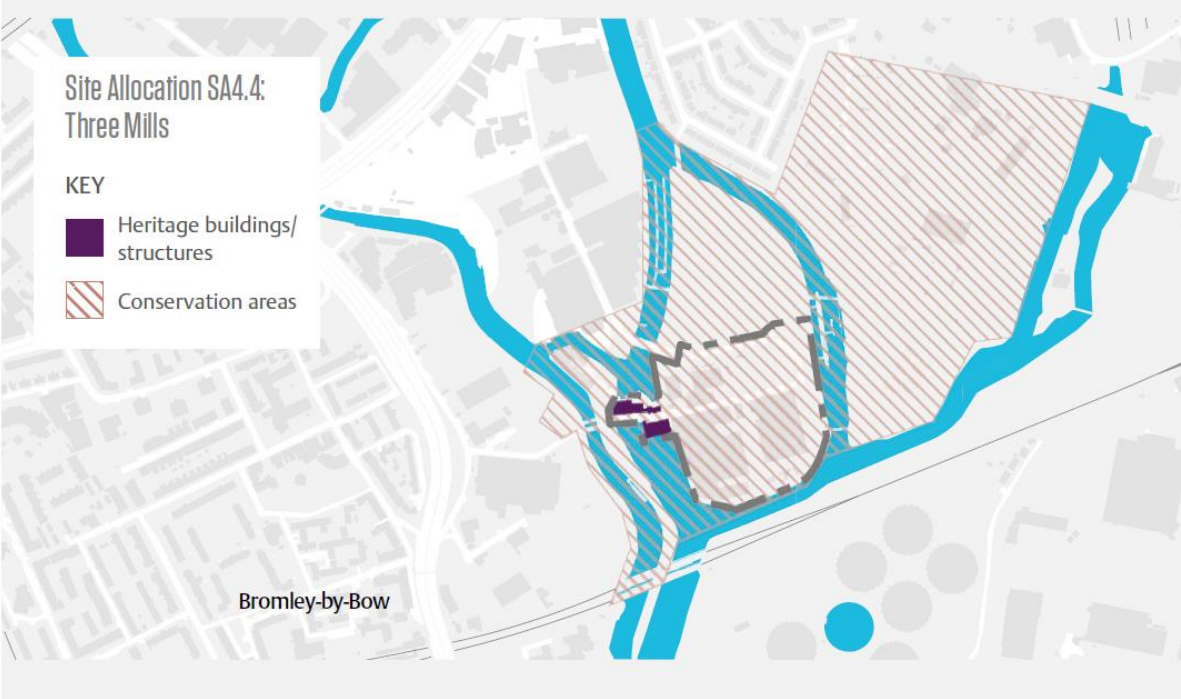 Site Allocation SA4.4:
Three Mills
KEY
Heritage buildings/
structures
Conservation areas
Bromley-by-Bow